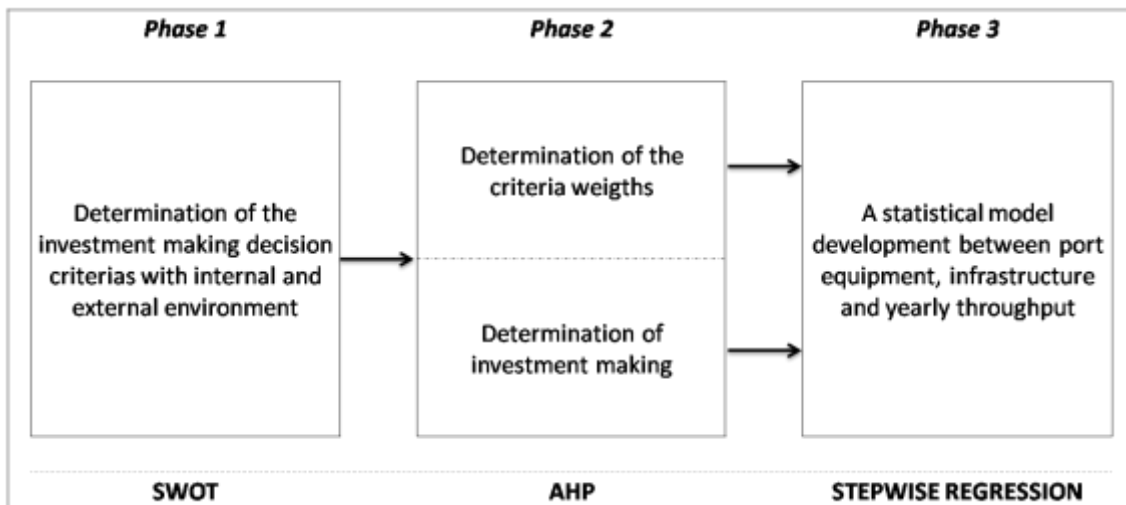 Phase 1
Phase 2
Phase 3
Determination of the
investment making decision
criterias with internal and
external environment
Determination of the
criteria weigths
Determination of
investment making
A statistical model
development between port
equipment, infrastructure
and yearly throughput
SWOT
AHP
STEPWISE REGRESSION